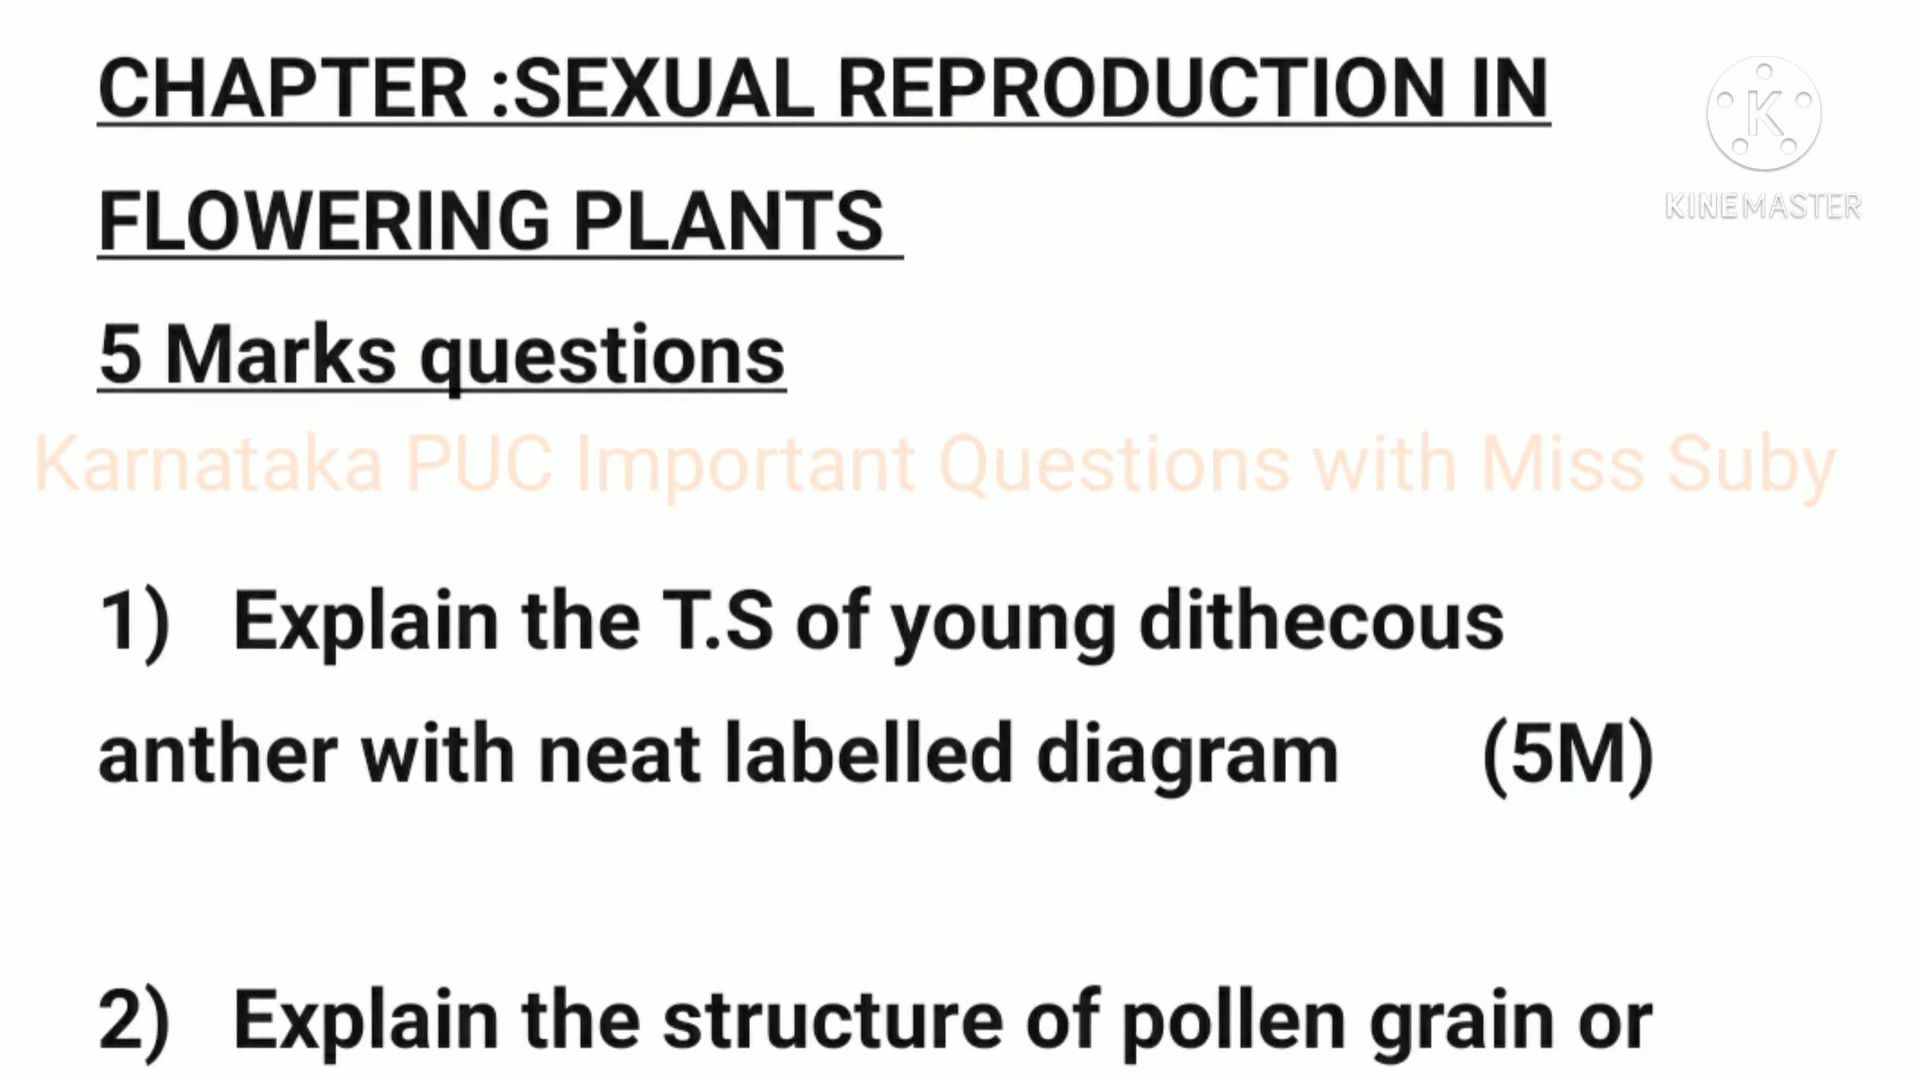 CHAPTER :SEXUAL REPRODUCTION IN
FLOWERING PLANTS
5 Marks questions
Karnataka PUC Important Questions with Miss Suby
1) Explain the T.S of young dithecous
anther with neat labelled diagram (5M)
2) Explain the structure of pollen grain or
K
KINEMASTER